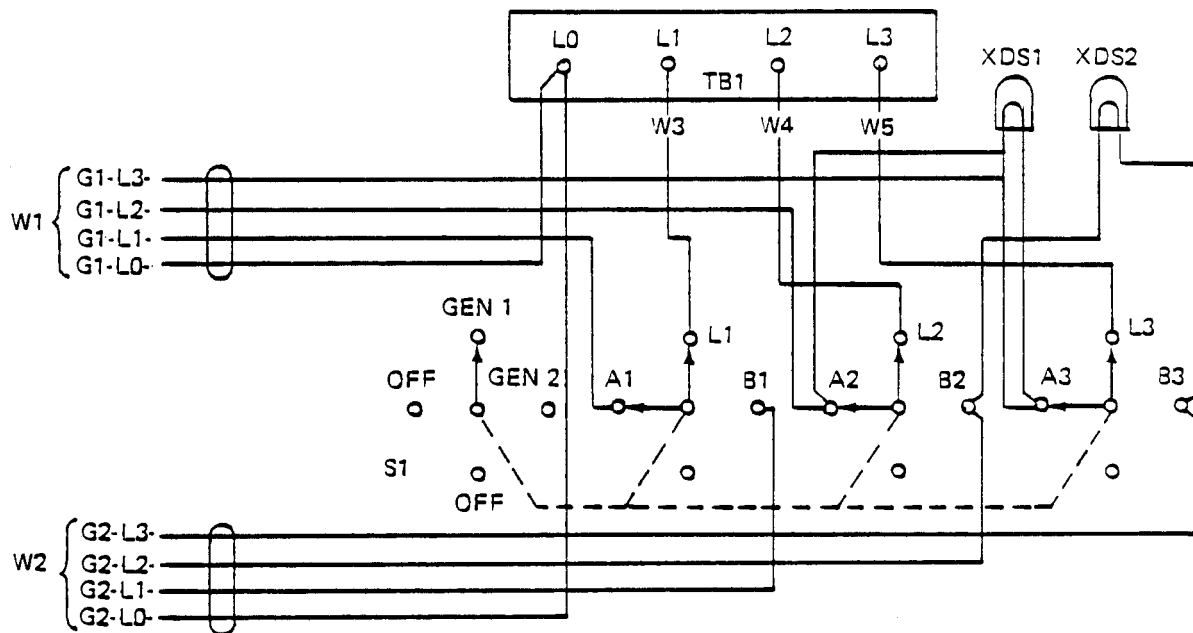 L0 L1 L2 L3
TB1
XDS1 XDS2
W3 W4 W5
W1
G1-L3-
G1-L2-
G1-L1-
G1-L0-
GEN 1
L1 L2 L3
OFF GEN 2 A1 B1 A2 B2 A3 B3
S1
OFF
W2
G2-L3-
G2-L2-
G2-L1-
G2-L0-